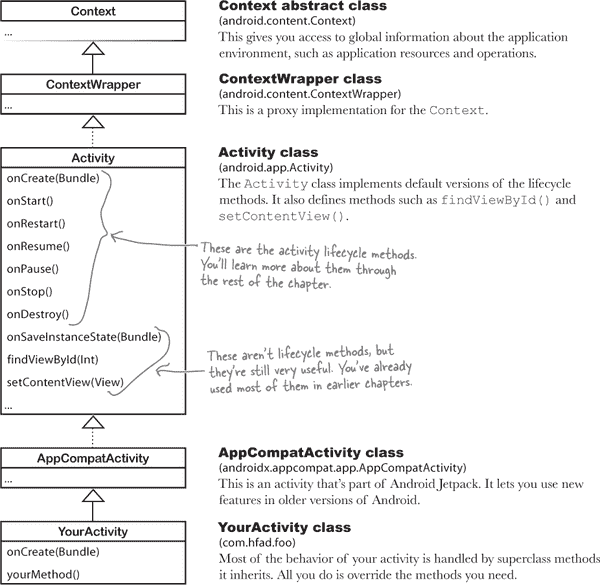 Context
...
Context abstract class
(android.content.Context)
This gives you access to global information about the application
environment, such as application resources and operations.
ContextWrapper
...
ContextWrapper class
(android.content.ContextWrapper)
This is a proxy implementation for the Context.
Activity
onCreate(Bundle)
onStart()
onRestart()
onResume()
onPause()
onStop()
onDestroy()
onSaveInstanceState(Bundle)
findViewById(Int)
setContentView(View)
...
Activity class
(android.app.Activity)
The Activity class implements default versions of the lifecycle
methods. It also defines methods such as findViewById() and
setContentView().
These are the activity lifecycle methods.
You'll learn more about them through
the rest of the chapter.
These aren't lifecycle methods, but
they're still very useful. You've already
used most of them in earlier chapters.
AppCompatActivity
...
AppCompatActivity class
(androidx.appcompat.app.AppCompatActivity)
This is an activity that's part of Android Jetpack. It lets you use new
features in older versions of Android.
YourActivity
onCreate(Bundle)
yourMethod()
YourActivity class
(com.hfad.foo)
Most of the behavior of your activity is handled by superclass methods
it inherits. All you do is override the methods you need.